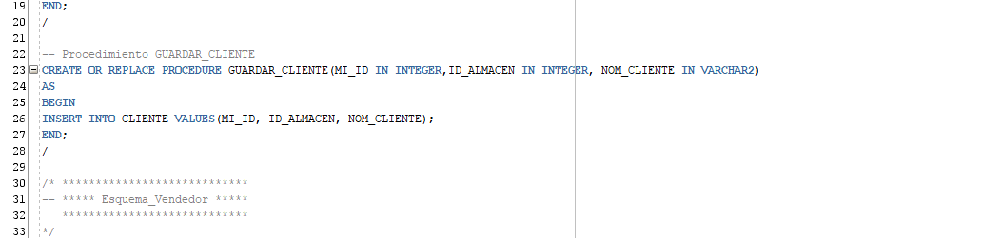 19 END;
20 /
21
22 -- Procedimiento GUARDAR_CLIENTE
23 CREATE OR REPLACE PROCEDURE GUARDAR_CLIENTE(MI_ID IN INTEGER,ID_ALMACEN IN INTEGER, NOM_CLIENTE IN VARCHAR2)
24 AS
25 BEGIN
26 INSERT INTO CLIENTE VALUES(MI_ID, ID_ALMACEN, NOM_CLIENTE);
27 END;
28 /
29
30 /* ****************************
31 -- ***** Esquema_Vendedor *****
32 ****************************
33 */